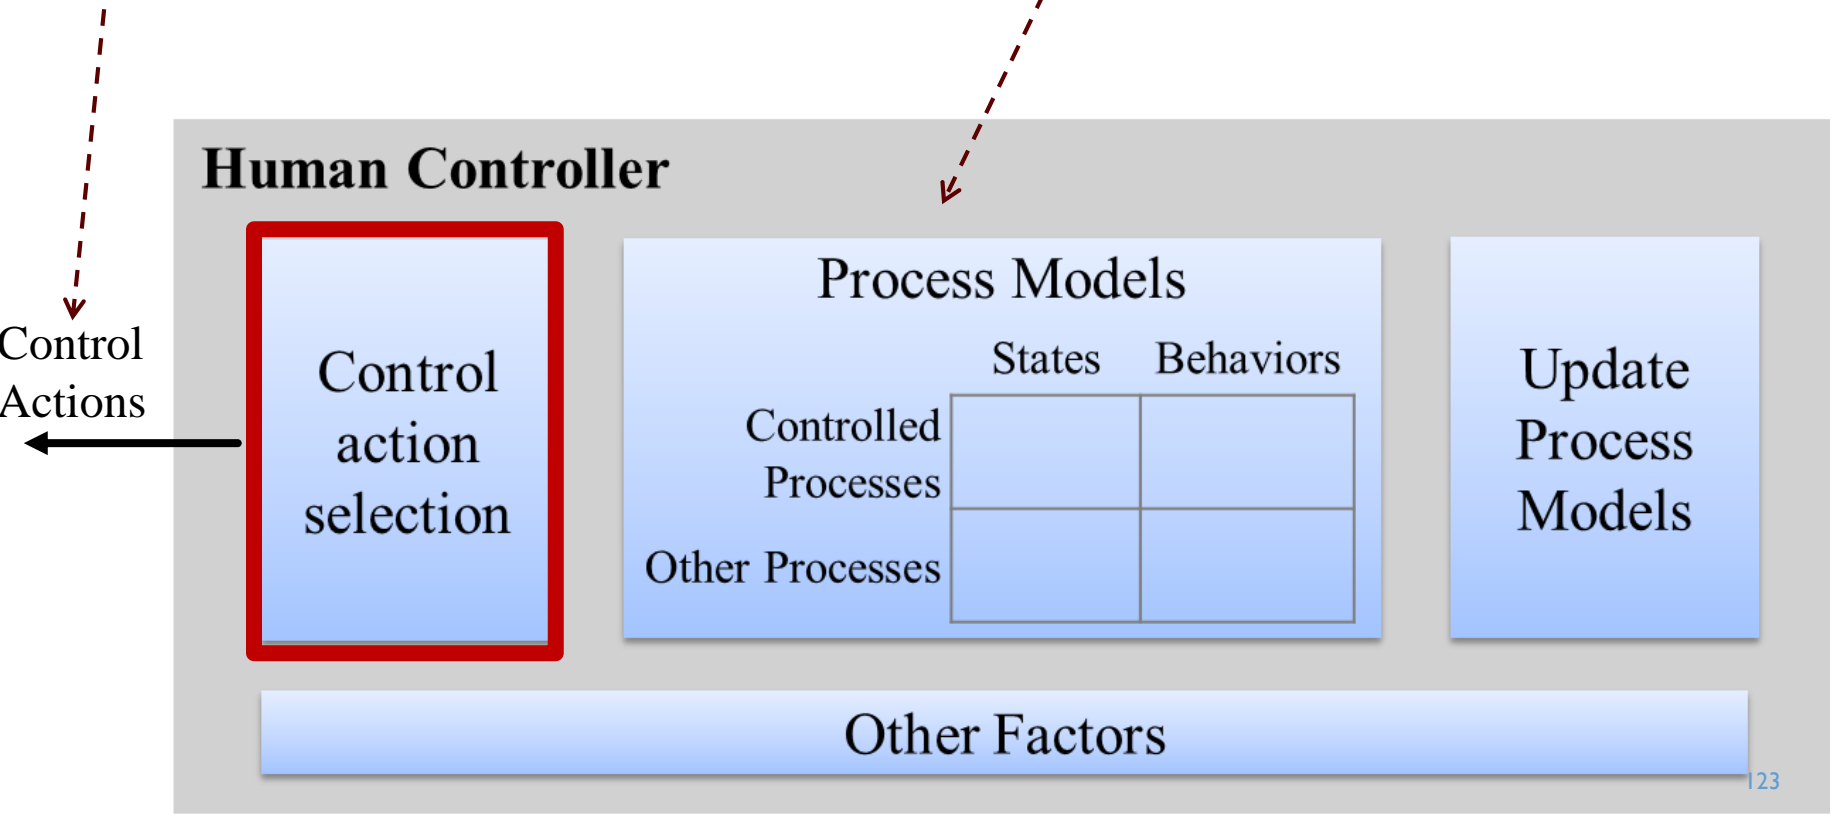 Human Controller
Control
Actions
Control
action
selection
Process Models
States Behaviors
Controlled
Processes
Other Processes
Update
Process
Models
Other Factors
123